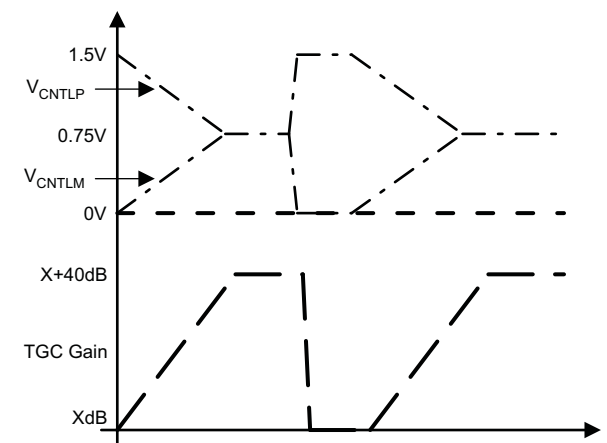 1.5V
VCNTLP
0.75V
VCNTLM
0V
X+40dB
TGC Gain
XdB